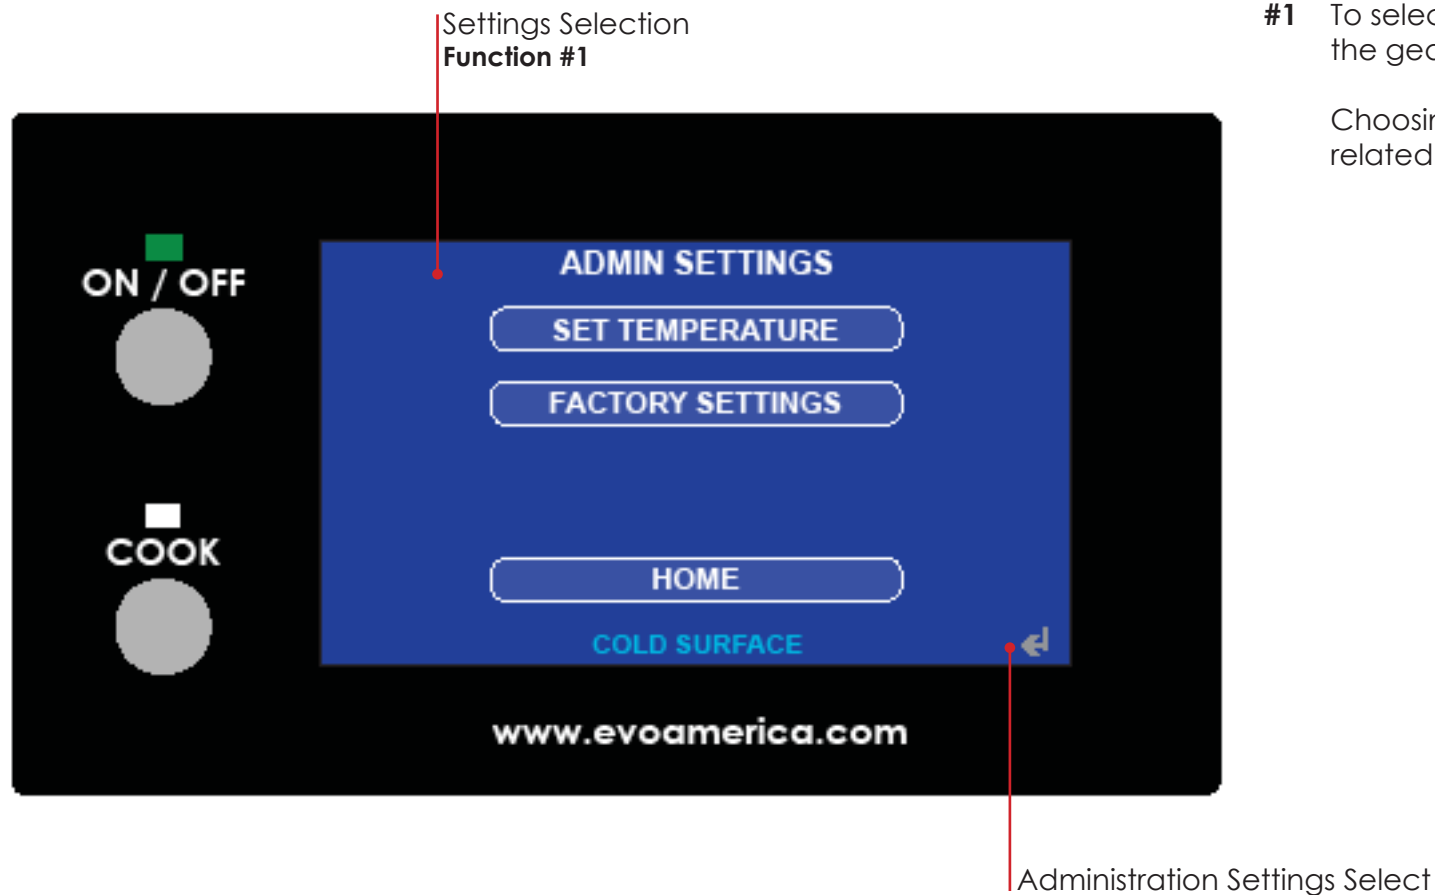 Settings Selection
Function #1
#1 To selec
the gea
Choosin
related
ON / OFF
ADMIN SETTINGS
SET TEMPERATURE
FACTORY SETTINGS
COOK
HOME
COLD SURFACE
www.evoamerica.com
Administration Settings Select